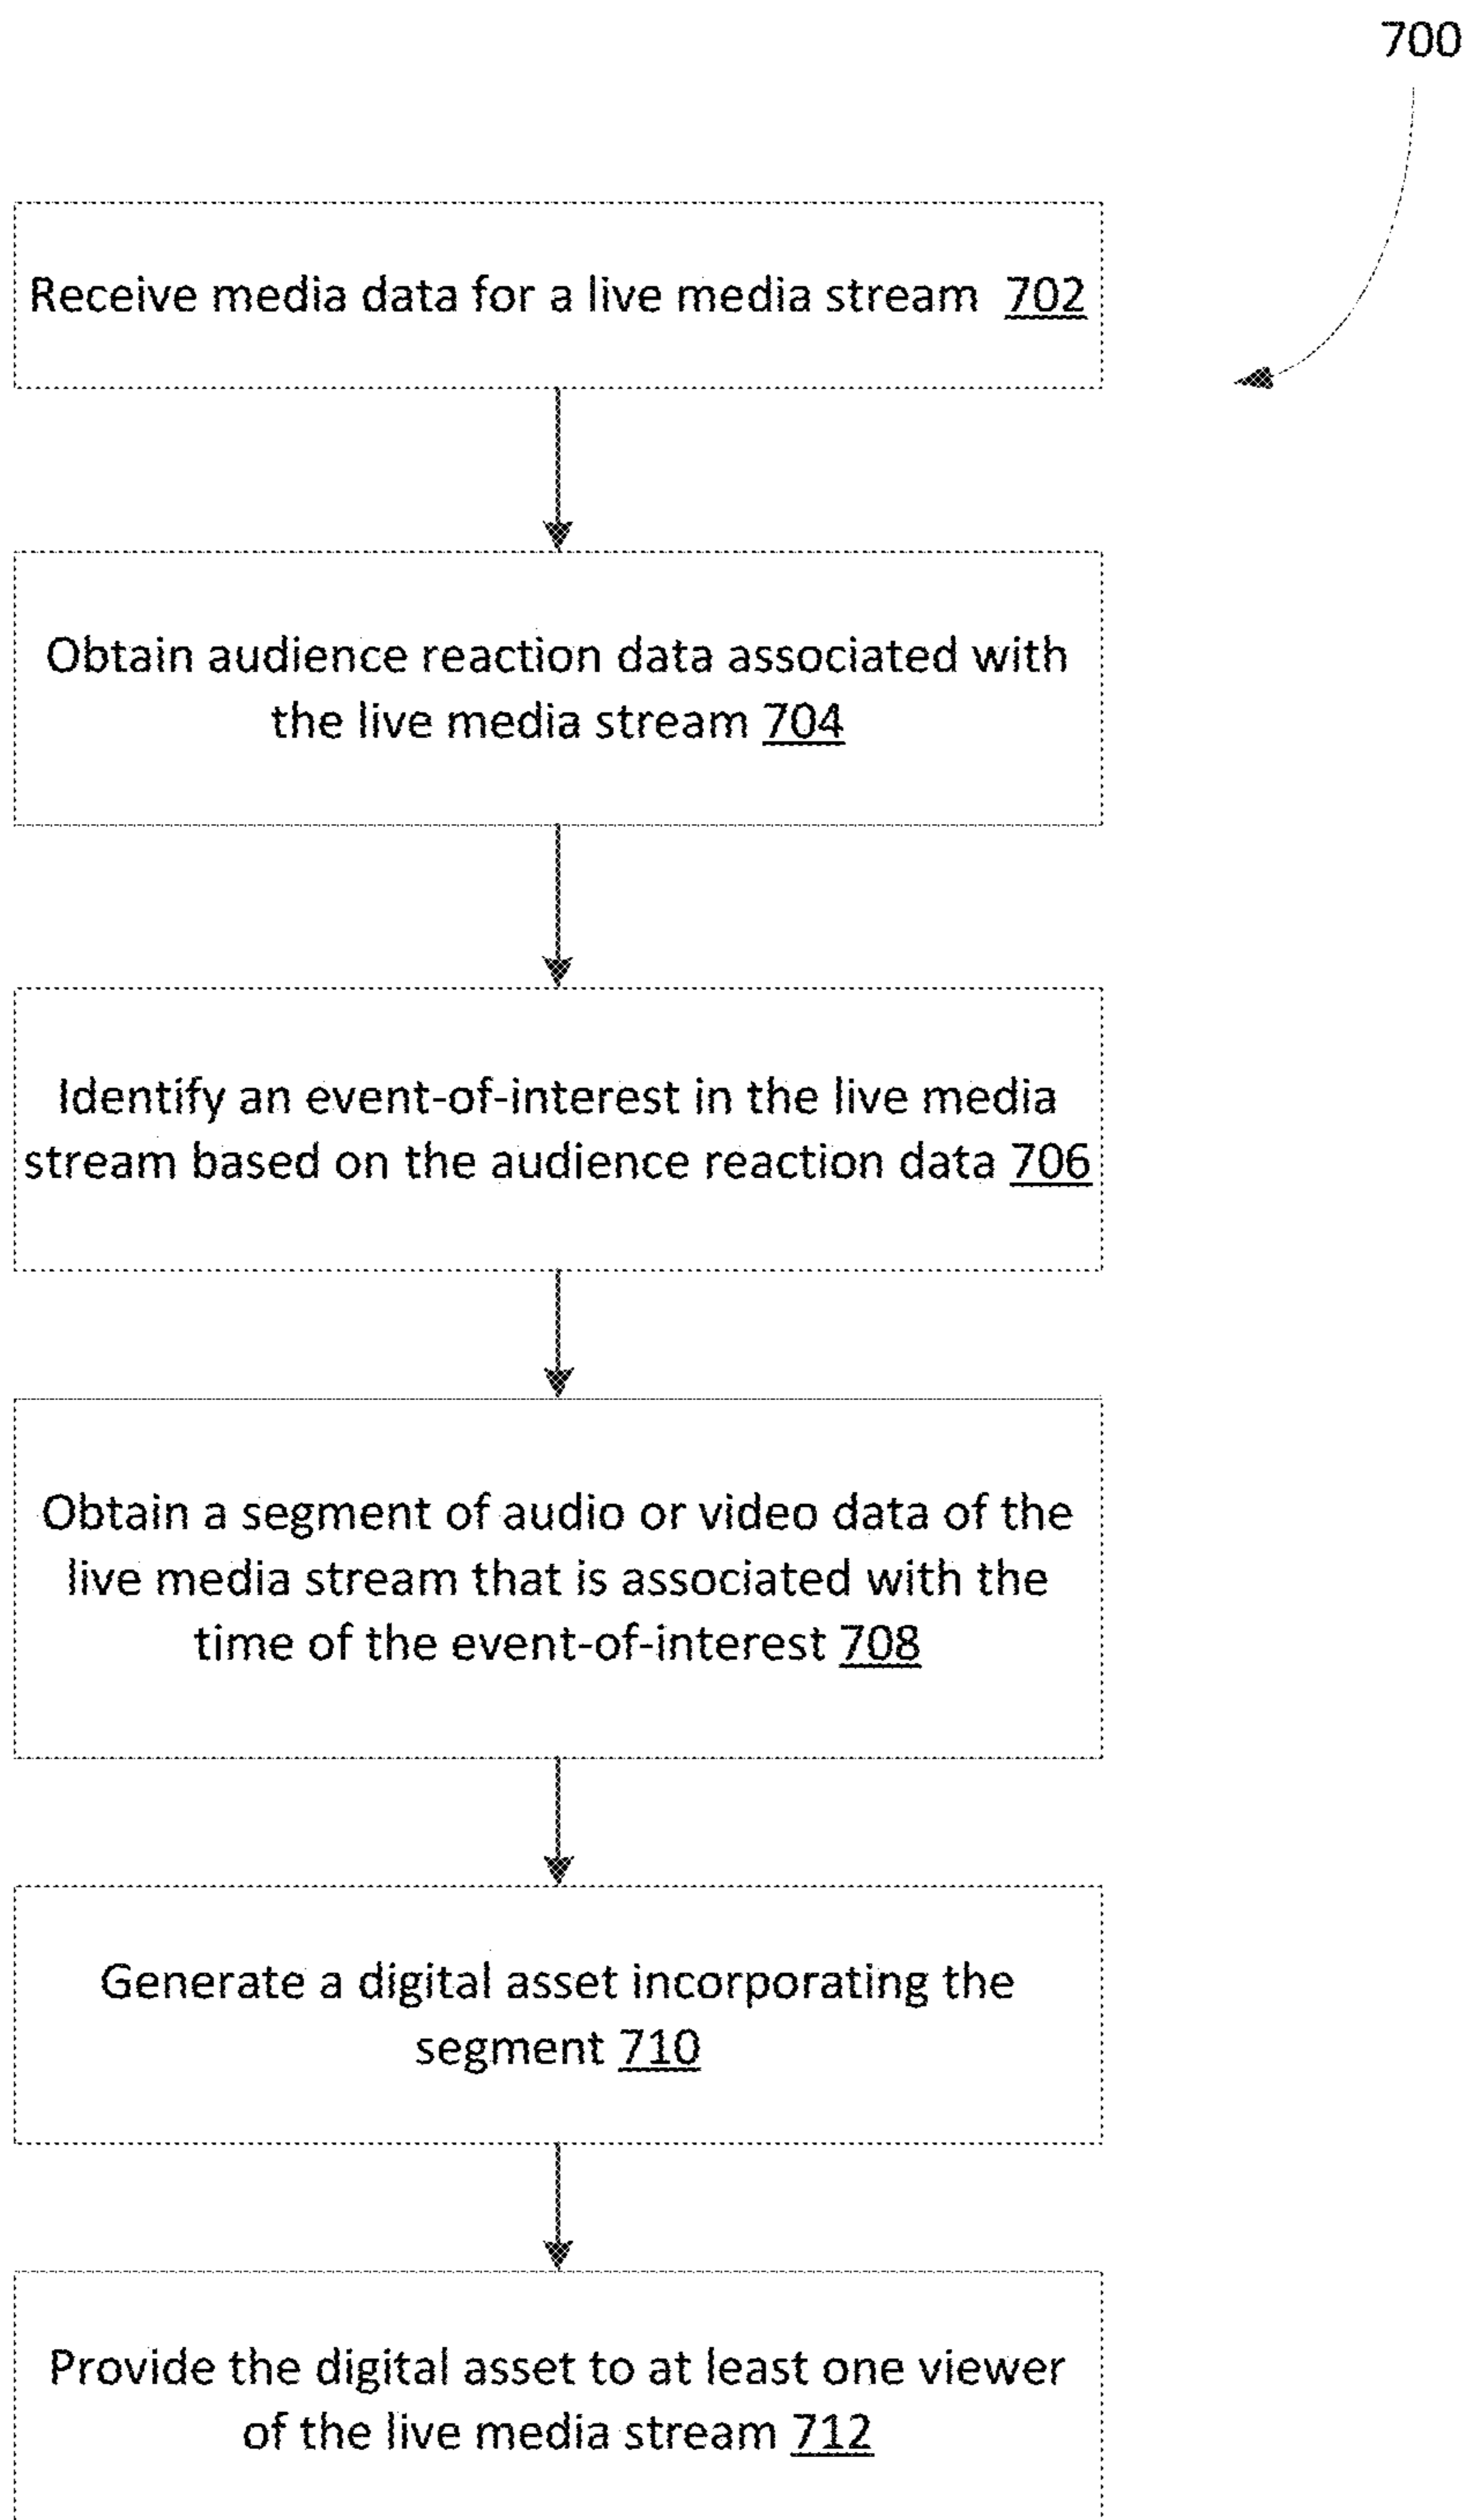 700
Receive media data for a live media stream 702
Obtain audience reaction data associated with
the live media stream 704
Identify an event-of-interest in the live media
stream based on the audience reaction data 706
Obtain a segment of audio or video data of the
live media stream that is associated with the
time of the event-of-interest 708
Generate a digital asset incorporating the
segment 710
Provide the digital asset to at least one viewer
of the live media stream 712